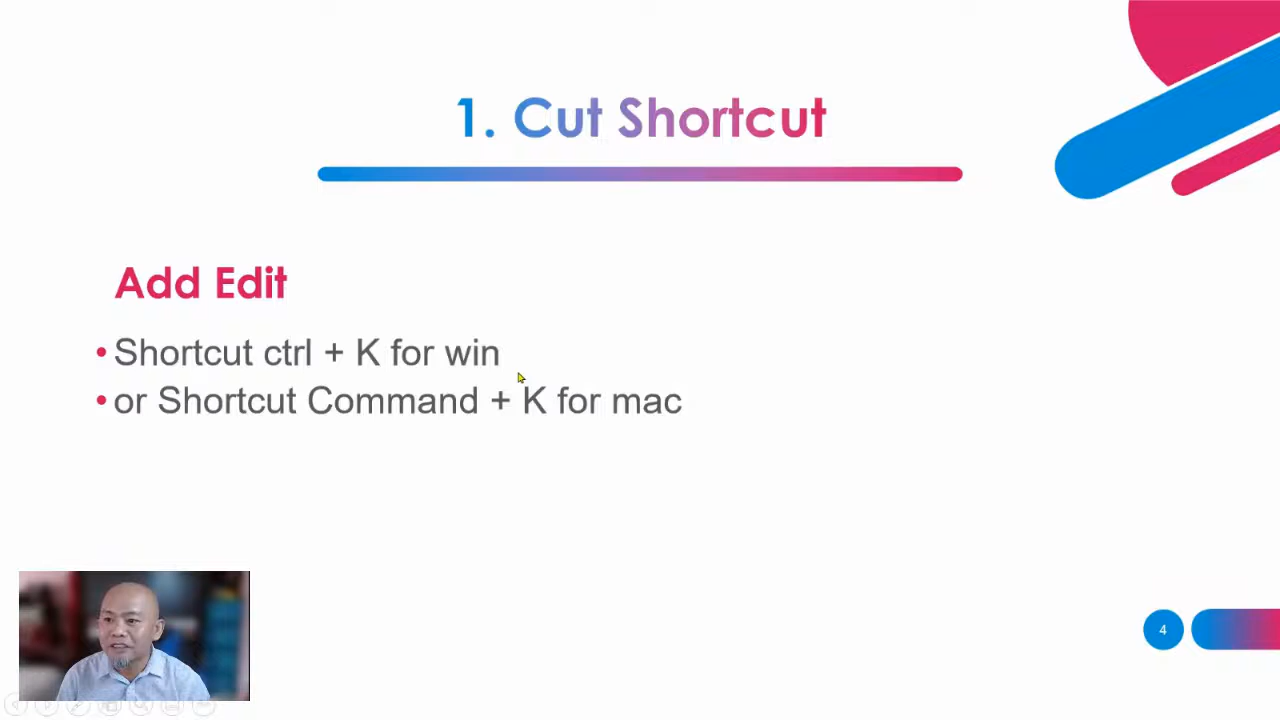 1. Cut Shortcut
Add Edit
• Shortcut ctrl + K for win
• or Shortcut Command + K for mac
4